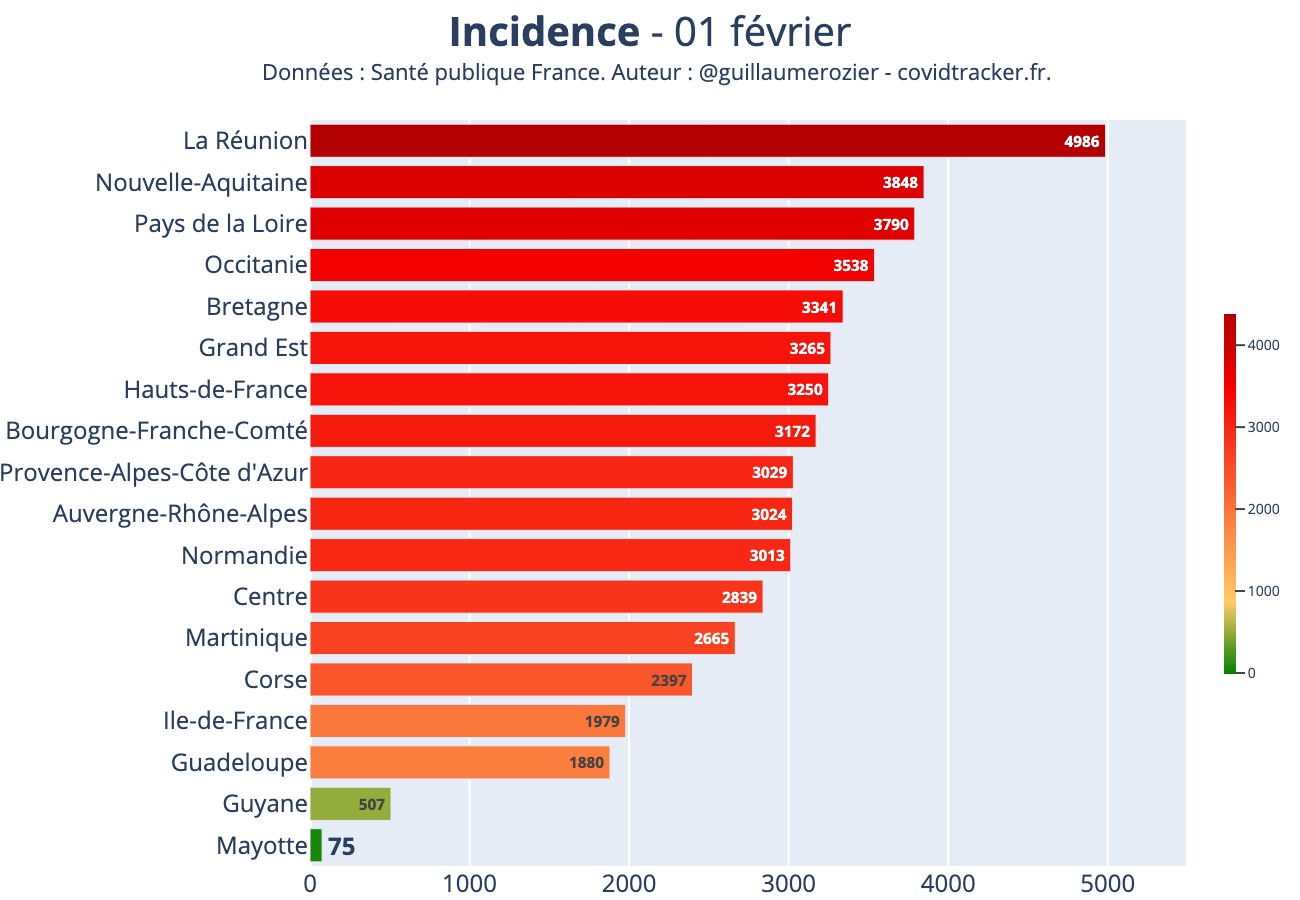 Incidence - 01 février
Données : Santé publique France. Auteur : @guillaumerozier - covidtracker.fr.
La Réunion 4986
Nouvelle-Aquitaine 3848
Pays de la Loire 3790
Occitanie 3538
Bretagne 3341
Grand Est 3265
Hauts-de-France 3250
Bourgogne-Franche-Comté 3172
Provence-Alpes-Côte d'Azur 3029
Auvergne-Rhône-Alpes 3024
Normandie 3013
Centre 2839
Martinique 2665
Corse 2397
Ile-de-France 1979
Guadeloupe 1880
Guyane 507
Mayotte 75
0 1000 2000 3000 4000 5000
4000
3000
2000
1000
0